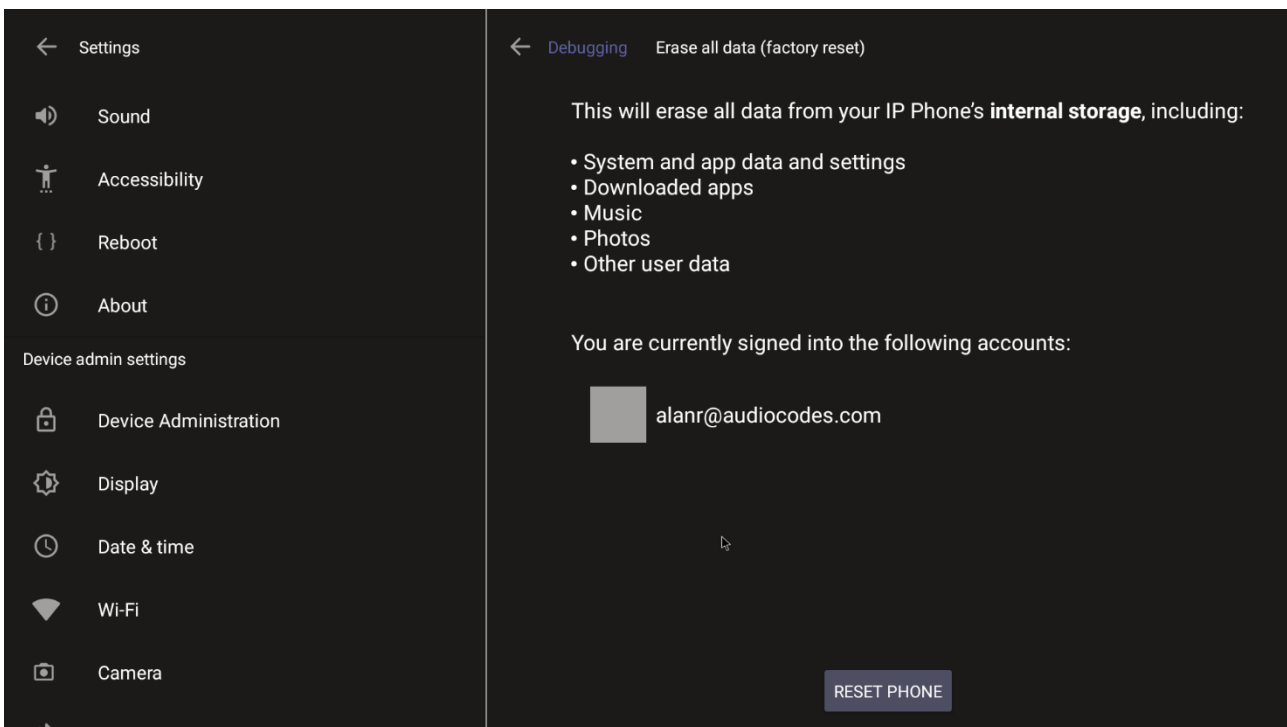 Settings
Sound
Accessibility
{ } Reboot
About
Device admin settings
Device Administration
Display
Date & time
Wi-Fi
Camera
Debugging Erase all data (factory reset)
This will erase all data from your IP Phone’s internal storage, including:
• System and app data and settings
• Downloaded apps
• Music
• Photos
• Other user data
You are currently signed into the following accounts:
alanr@audiocodes.com
RESET PHONE